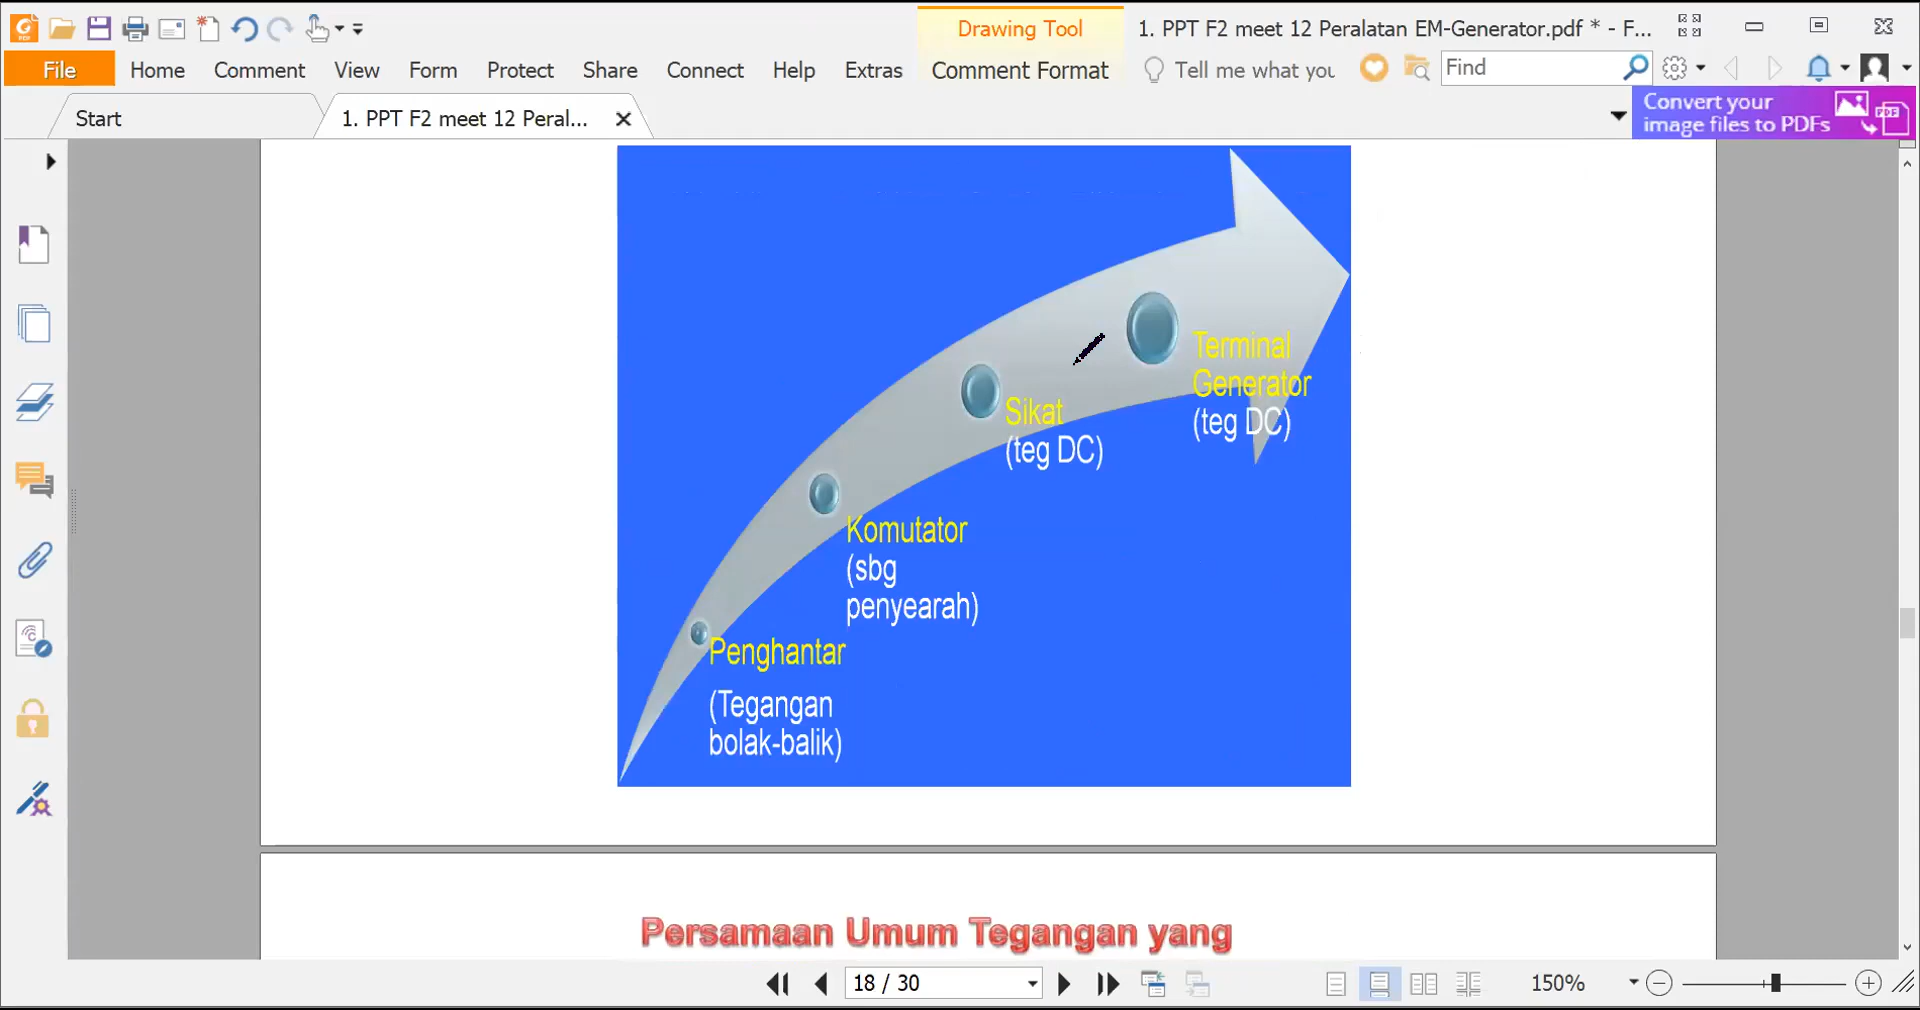 Drawing Tool
1. PPT F2 meet 12 Peralatan EM-Generator.pdf * - F...
File Home Comment View Form Protect Share Connect Help Extras Comment Format Tell me what you Find
Start
1. PPT F2 meet 12 Peral...
Convert your
image files to PDFs
PDF
Terminal
Generator
(teg DC)
Sikat
(teg DC)
Komutator
(sbg
penyearah)
Penghantar
(Tegangan
bolak-balik)
Persamaan Umum Tegangan yang
18 / 30
150%